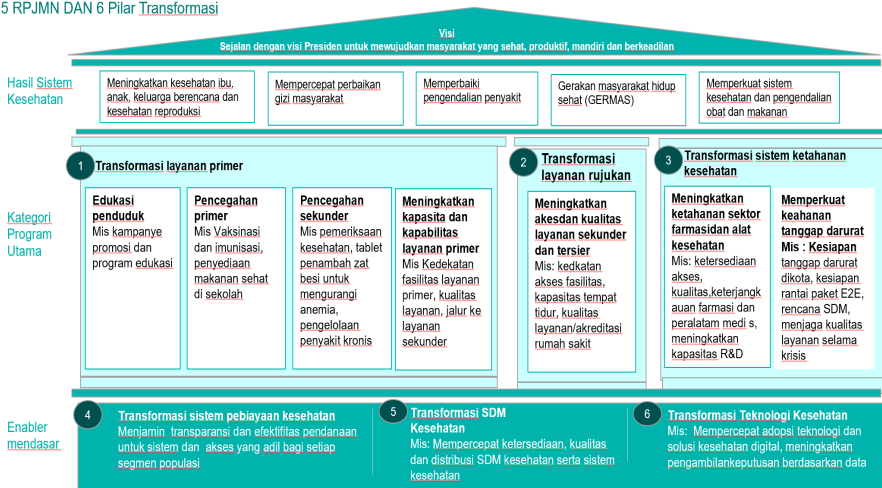 5 RPJMN DAN 6 Pilar Transformasi
Visi
Sejalan dengan visi Presiden untuk mewujudkan masyarakat yang sehat, produktif, mandiri dan berkeadilan
Hasil Sistem
Kesehatan
Meningkatkan kesehatan ibu,
anak, keluarga berencana dan
kesehatan reproduksi
Mempercepat perbaikan
gizi masyarakat
Memperbaiki
pengendalian penyakit
Gerakan masyarakat hidup
sehat (GERMAS)
Memperkuat sistem
kesehatan dan pengendalian
obat dan makanan
Kategori
Program
Utama
1
Transformasi layanan primer
Edukasi
penduduk
Mis kampanye
promosi dan
program edukasi
Pencegahan
primer
Mis Vaksinasi
dan imunisasi,
penyediaan
makanan sehat
di sekolah
Pencegahan
sekunder
Mis pemeriksaan
kesehatan, tablet
penambah zat
besi untuk
mengurangi
anemia,
pengelolaan
penyakit kronis
Meningkatkan
kapasita dan
kapabilitas
layanan primer
Mis Kedekatan
fasilitas layanan
primer, kualitas
layanan, jalur ke
layanan
sekunder
2
Transformasi
layanan rujukan
Meningkatkan
akesdan kualitas
layanan sekunder
dan tersier
Mis: kedkatan
akses fasilitas,
kapasitas tempat
tidur, kualitas
layanan/akreditasi
rumah sakit
3
Transformasi sistem ketahanan
kesehatan
Meningkatkan
ketahanan sektor
farmasidan alat
kesehatan
Mis: ketersediaan
akses,
kualitas,keterjangk
auan farmasi dan
peralatam medi s,
meningkatkan
kapasitas R&D
Memperkuat
keahanan
tanggap darurat
Mis : Kesiapan
tanggap darurat
dikota, kesiapan
rantai paket E2E,
rencana SDM,
menjaga kualitas
layanan selama
krisis
Enabler
mendasar
4
Transformasi sistem pebiayaan kesehatan
Menjamin transparansi dan efektifitas pendanaan
untuk sistem dan akses yang adil bagi setiap
segmen populasi
5
Transformasi SDM
Kesehatan
Mis: Mempercepat ketersediaan, kualitas
dan distribusi SDM kesehatan serta sistem
kesehatan
6
Transformasi Teknologi Kesehatan
Mis: Mempercepat adopsi teknologi dan
solusi kesehatan digital, meningkatkan
pengambilankeputusan berdasarkan data